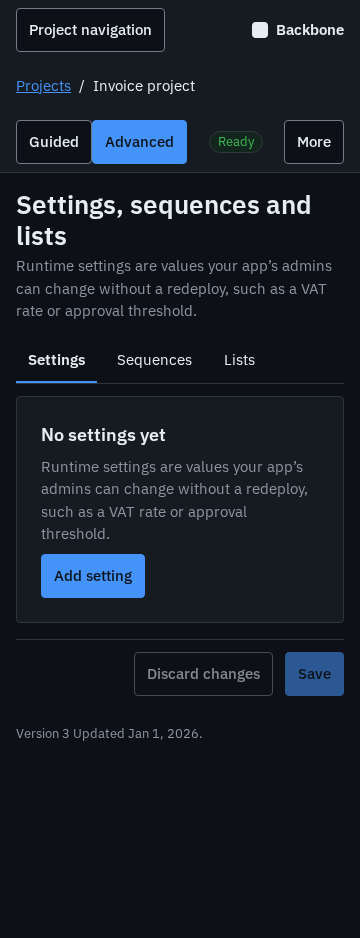 Project navigation
Backbone
Projects / Invoice project
Guided
Advanced
Ready
More
Settings, sequences and
lists
Runtime settings are values your app’s admins
can change without a redeploy, such as a VAT
rate or approval threshold.
Settings
Sequences
Lists
No settings yet
Runtime settings are values your app’s
admins can change without a redeploy,
such as a VAT rate or approval
threshold.
Add setting
Discard changes
Save
Version 3 Updated Jan 1, 2026.